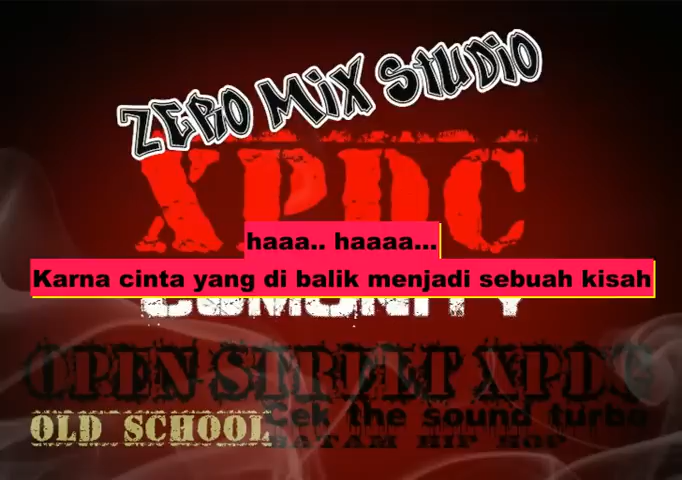 ZERO MiX StuDiO
XPDC
haaa.. haaaa...
Karna cinta yang di balik menjadi sebuah kisah
COMUNITY
OPEN STREET XPDC
OLD SCHOOL
Cek the sound turbo
BATAM HIP HOP